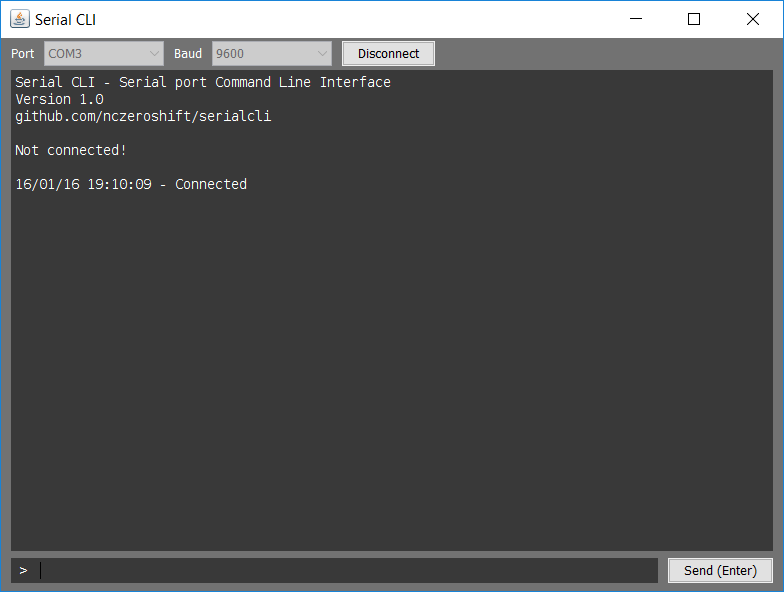 Serial CLI
Port COM3 Baud 9600 Disconnect
Serial CLI - Serial port Command Line Interface
Version 1.0
github.com/nczeroshift/serialcli
Not connected!
16/01/16 19:10:09 - Connected
> Send (Enter)